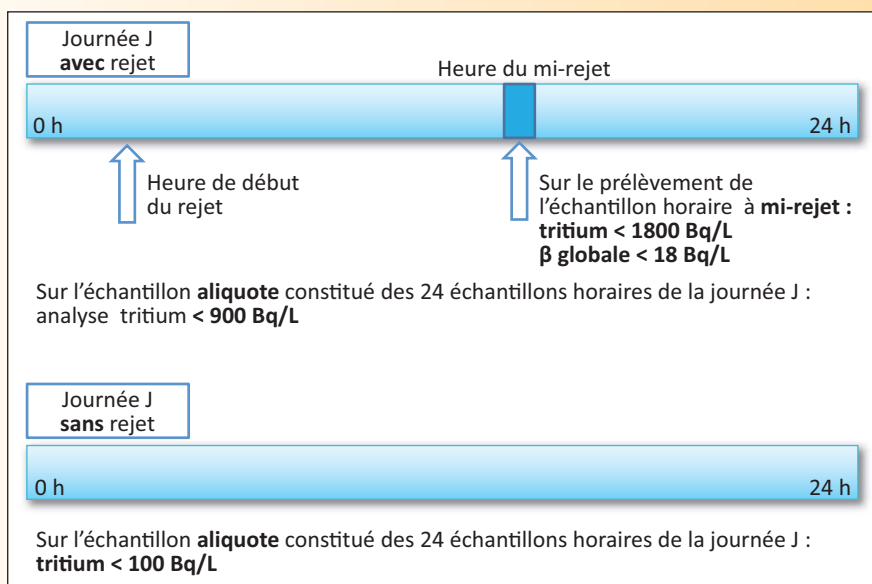 Journée J
avec rejet
Heure du mi-rejet
0 h
24 h
Heure de début
du rejet
Sur le prélèvement de
l’échantillon horaire à mi-rejet :
tritium < 1800 Bq/L
β globale < 18 Bq/L
Sur l’échantillon aliquote constitué des 24 échantillons horaires de la journée J :
analyse tritium < 900 Bq/L
Journée J
sans rejet
0 h
24 h
Sur l’échantillon aliquote constitué des 24 échantillons horaires de la journée J :
tritium < 100 Bq/L